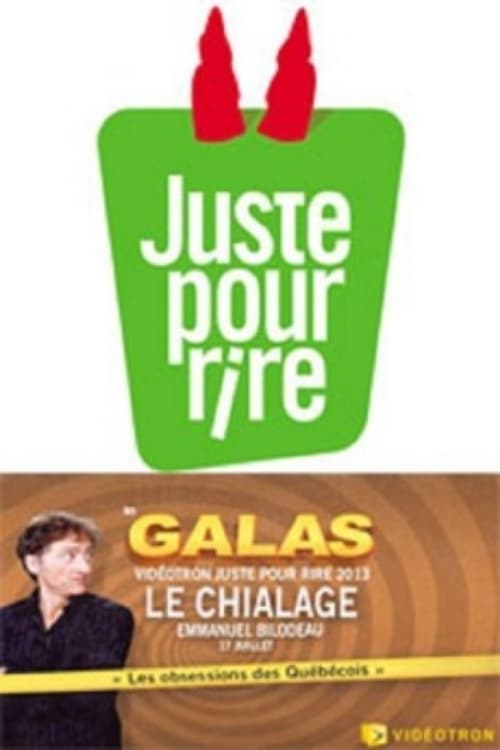 Juste
pour
rire
LES
GALAS
VIDÉOTRON JUSTE POUR RIRE 2013
LE CHIALAGE
EMMANUEL BILODEAU
17 JUILLET
« Les obsessions des Québécois »
VIDÉOTRON